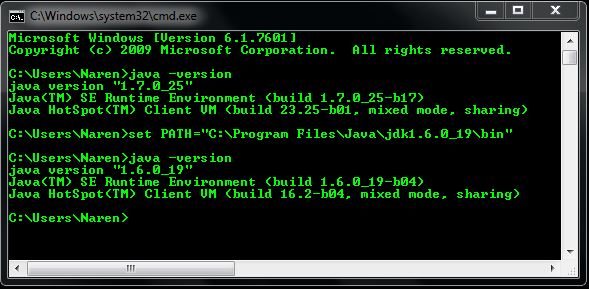 C:\Windows\system32\cmd.exe
Microsoft Windows [Version 6.1.7601]
Copyright (c) 2009 Microsoft Corporation.  All rights reserved.
C:\Users\Naren>java -version
java version "1.7.0_25"
Java(TM) SE Runtime Environment (build 1.7.0_25-b17)
Java HotSpot(TM) Client VM (build 23.25-b01, mixed mode, sharing)
C:\Users\Naren>set PATH="C:\Program Files\Java\jdk1.6.0_19\bin"
C:\Users\Naren>java -version
java version "1.6.0_19"
Java(TM) SE Runtime Environment (build 1.6.0_19-b04)
Java HotSpot(TM) Client VM (build 16.2-b04, mixed mode, sharing)
C:\Users\Naren>